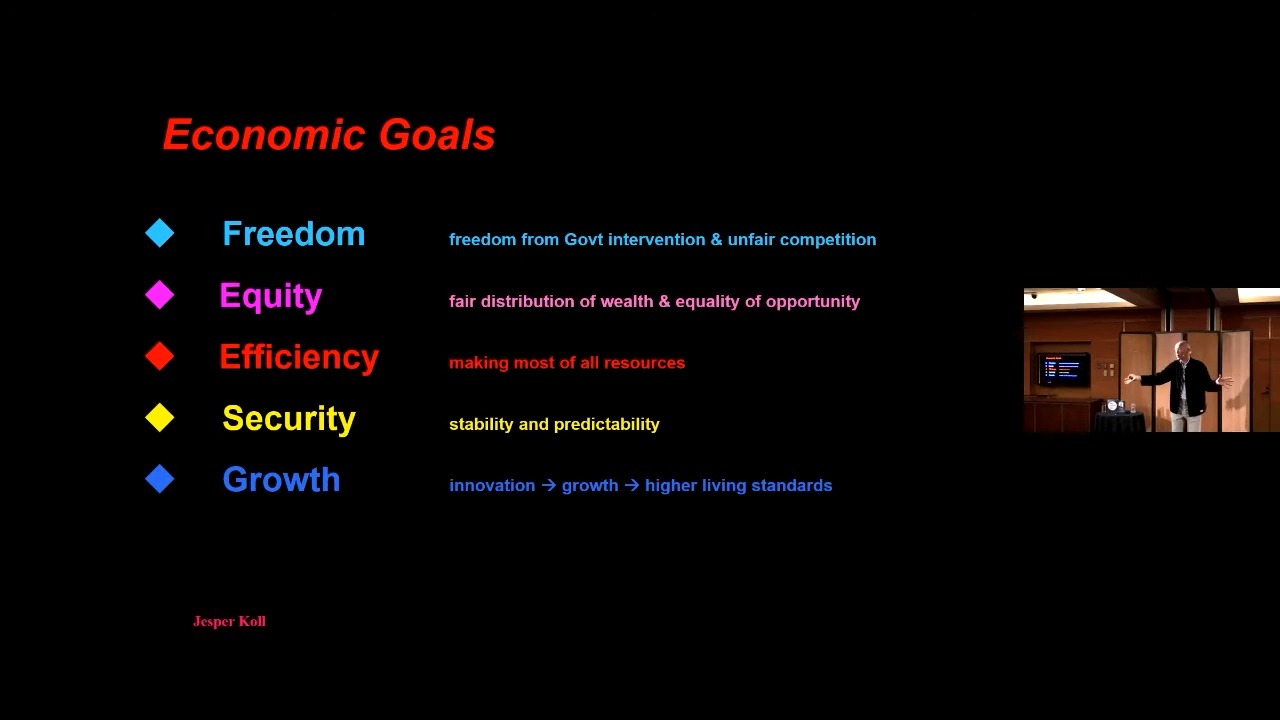 Economic Goals
Freedom freedom from Govt intervention & unfair competition
Equity fair distribution of wealth & equality of opportunity
Efficiency making most of all resources
Security stability and predictability
Growth innovation → growth → higher living standards
Jesper Koll